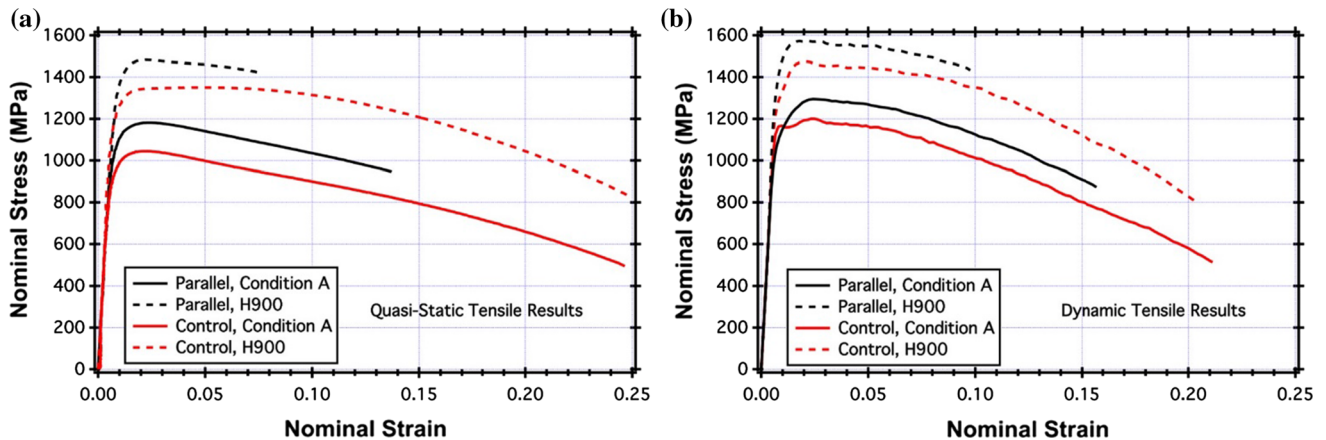 (a)
1600
1400
1200
1000
800
600
400
200
0
Nominal Stress (MPa)
Parallel, Condition A
Parallel, H900
Control, Condition A
Control, H900
Quasi-Static Tensile Results
0.00 0.05 0.10 0.15 0.20 0.25
Nominal Strain
(b)
1600
1400
1200
1000
800
600
400
200
0
Nominal Stress (MPa)
Parallel, Condition A
Parallel, H900
Control, Condition A
Control, H900
Dynamic Tensile Results
0.00 0.05 0.10 0.15 0.20 0.25
Nominal Strain